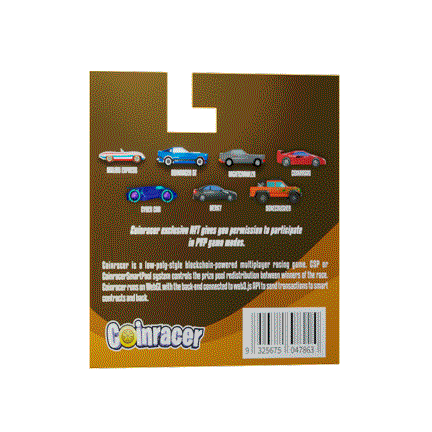 Coinracer exclusive NFT gives you permission to participate
in PVP game modes.
Coinracer is a low-poly-style blockchain-powered multiplayer racing game. CSP or
CoinracerSmartPool system controls the prize pool redistribution between winners of the race.
Coinracer runs on Web3, with the back-end connected to web3.js API to send transactions to smart
contracts and back.
Coinracer
9 325675 047863